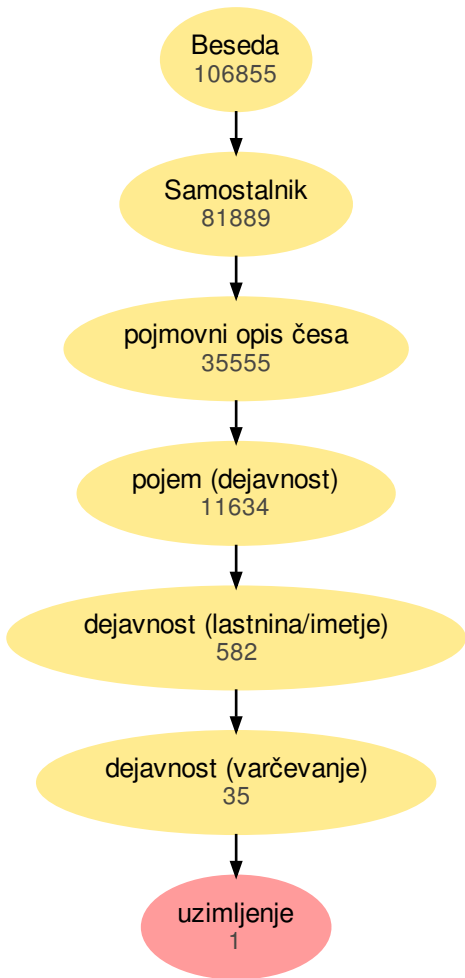 Beseda
106855
Samostalnik
81889
pojmovni opis česa
35555
pojem (dejavnost)
11634
dejavnost (lastnina/imetje)
582
dejavnost (varčevanje)
35
uzimljenje
1